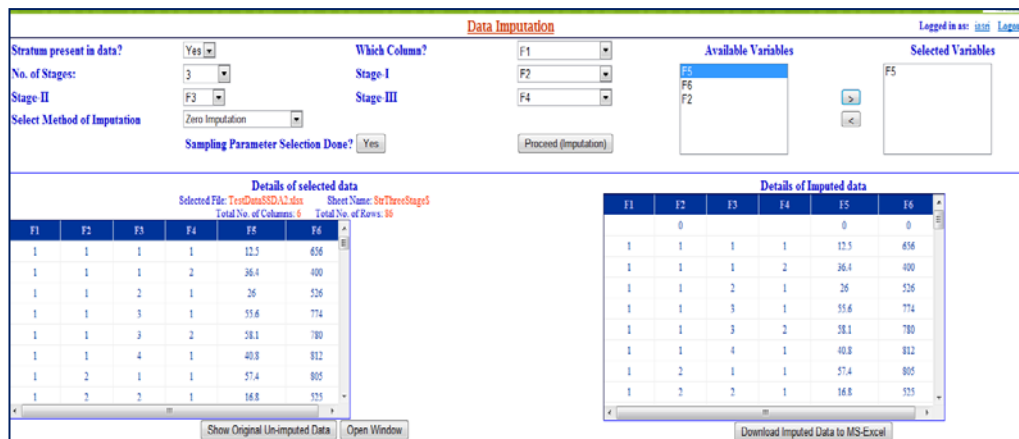 Data Imputation
Logged in as: iasri Logout
Stratum present in data? Yes Which Column? F1 Available Variables Selected Variables
No. of Stages: 3 Stage-I F2
Stage-II F3 Stage-III F4
F5
F6
F2
>
<
F5
Select Method of Imputation Zero Imputation
Sampling Parameter Selection Done? Yes Proceed (Imputation)
Details of selected data
Selected File: TestDataSSDA2.xlsx Sheet Name: StrThreeStage$
Total No. of Columns: 6 Total No. of Rows: 86
F1 F2 F3 F4 F5 F6
1 1 1 1 12.5 656
1 1 1 2 36.4 400
1 1 2 1 26 526
1 1 3 1 55.6 774
1 1 3 2 58.1 780
1 1 4 1 40.8 812
1 2 1 1 57.4 805
1 2 2 1 16.8 525
Show Original Un-imputed Data Open Window
Details of Imputed data
F1 F2 F3 F4 F5 F6
0 0 0
1 1 1 1 12.5 656
1 1 1 2 36.4 400
1 1 2 1 26 526
1 1 3 1 55.6 774
1 1 3 2 58.1 780
1 1 4 1 40.8 812
1 2 1 1 57.4 805
1 2 2 1 16.8 525
Download Imputed Data to MS-Excel